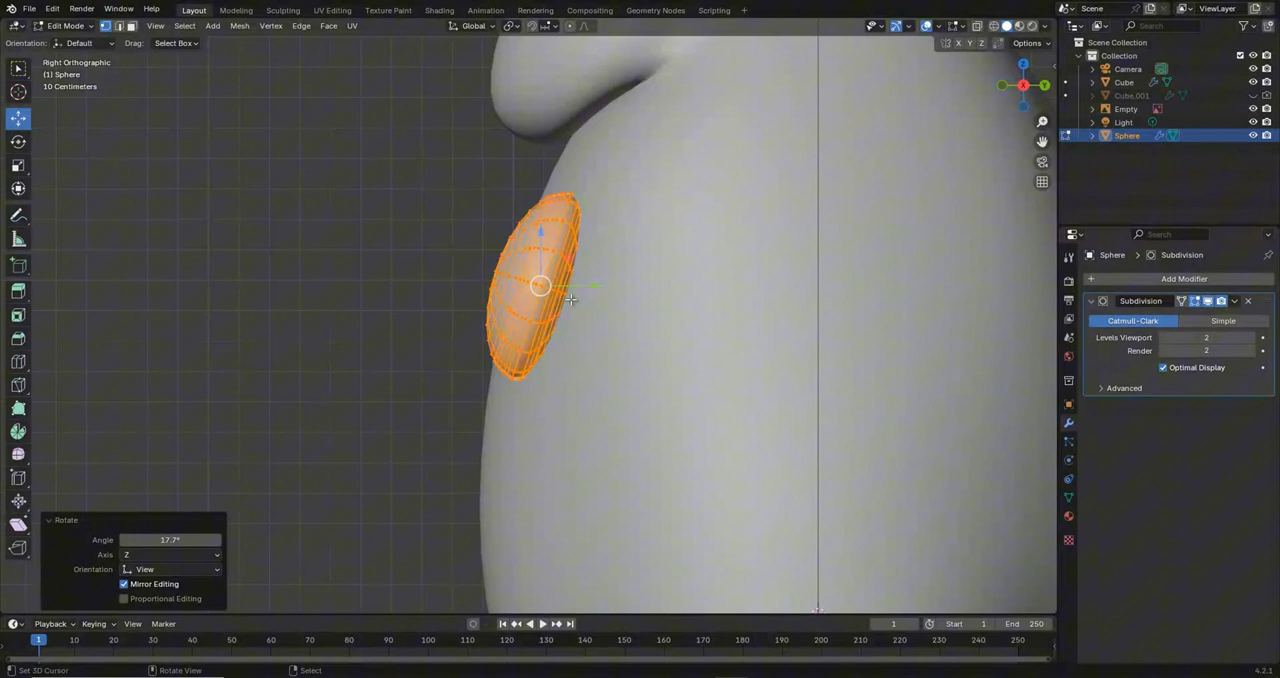 File Edit Render Window Help Layout Modeling Sculpting UV Editing Texture Paint Shading Animation Rendering Compositing Geometry Nodes Scripting Scene ViewLayer
Edit Mode View Select Add Mesh Vertex Edge Face UV Global Search
Orientation: Default Drag: Select Box X Y Z Options
Right Orthographic
(1) Sphere
10 Centimeters
Z
X
Y
Scene Collection
Collection
Camera
Cube
Cube.001
Empty
Light
Sphere
Search
Sphere > Subdivision
+ Add Modifier
Subdivision
Catmull-Clark Simple
Levels Viewport 2
Render 2
Optimal Display
Advanced
Rotate
Angle 17.7°
Axis Z
Orientation View
Mirror Editing
Proportional Editing
Playback Keying View Marker 1 Start 1 End 250
1 10 20 30 40 50 60 70 80 90 100 110 120 130 140 150 160 170 180 190 200 210 220 230 240 250
Set 3D Cursor Rotate View Select 4.2.1